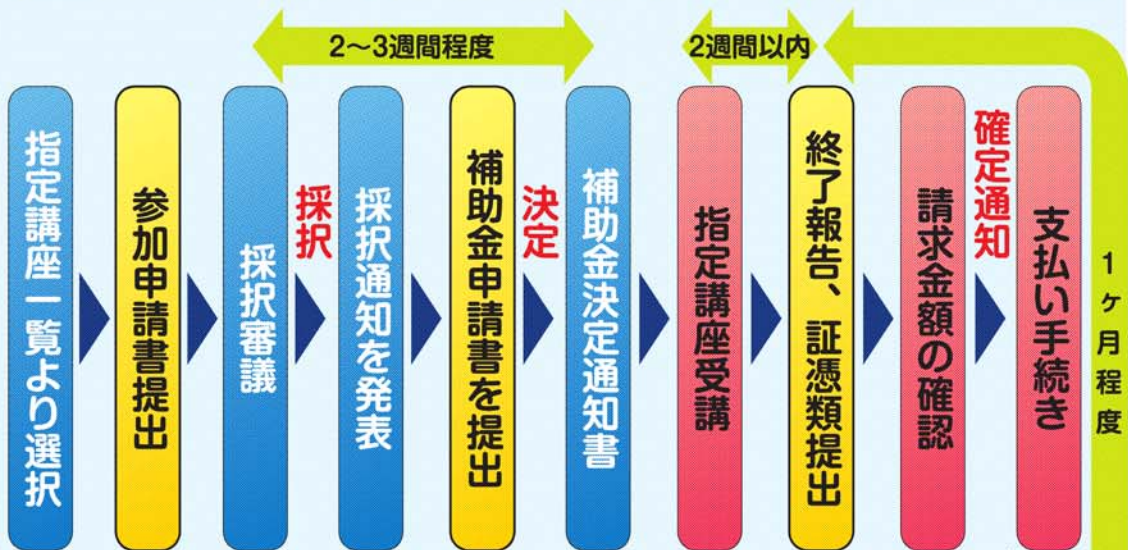 2～3週間程度
2週間以内
指定講座一覧より選択
参加申請書提出
採択審議
採択
採択通知を発表
補助金申請書を提出
決定
補助金決定通知書
指定講座受講
終了報告、証憑類提出
請求金額の確認
確定通知
支払い手続き
1ヶ月程度